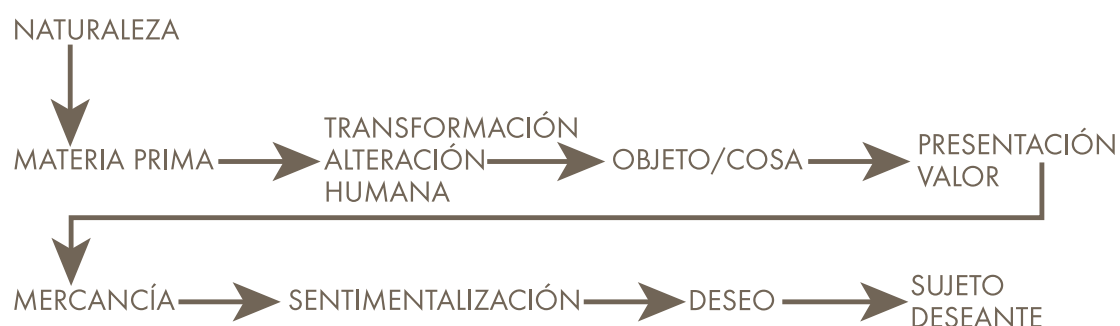 NATURALEZA
MATERIA PRIMA
TRANSFORMACIÓN
ALTERACIÓN
HUMANA
OBJETO/COSA
PRESENTACIÓN
VALOR
MERCANCÍA
SENTIMENTALIZACIÓN
DESEO
SUJETO
DESEANTE